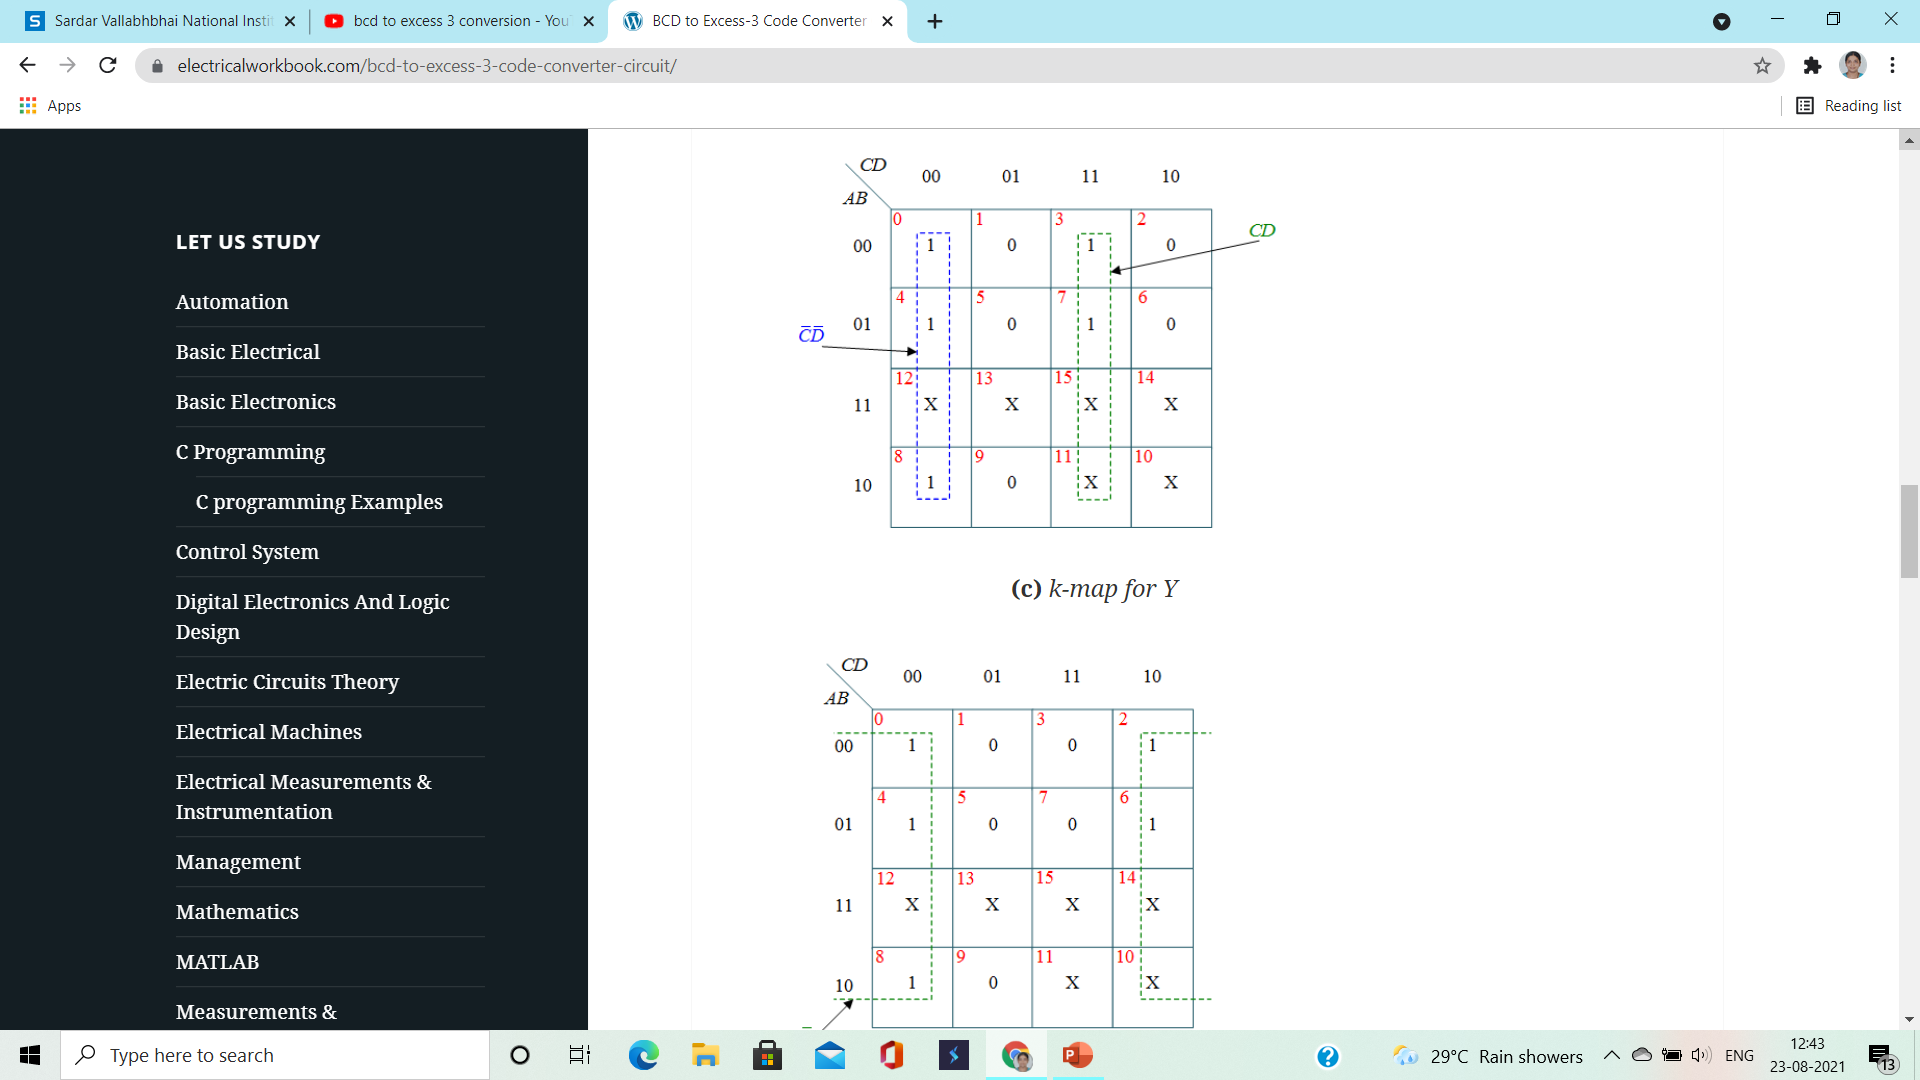 Sardar Vallabhbhai National Insti
bcd to excess 3 conversion - You
BCD to Excess-3 Code Converter
electricalworkbook.com/bcd-to-excess-3-code-converter-circuit/
Apps
Reading list
LET US STUDY
Automation
Basic Electrical
Basic Electronics
C Programming
C programming Examples
Control System
Digital Electronics And Logic
Design
Electric Circuits Theory
Electrical Machines
Electrical Measurements &
Instrumentation
Management
Mathematics
MATLAB
Measurements &
CD
AB
00 01 11 10
0 1 3 2
00 1 0 1 0
CD
4 5 7 6
01 1 0 1 0
C̅D̅
12 13 15 14
11 X X X X
8 9 11 10
10 1 0 X X
(c) k-map for Y
CD
AB
00 01 11 10
0 1 3 2
00 1 0 0 1
4 5 7 6
01 1 0 0 1
12 13 15 14
11 X X X X
8 9 11 10
10 1 0 X X
Type here to search
29°C Rain showers
ENG
12:43
23-08-2021
13